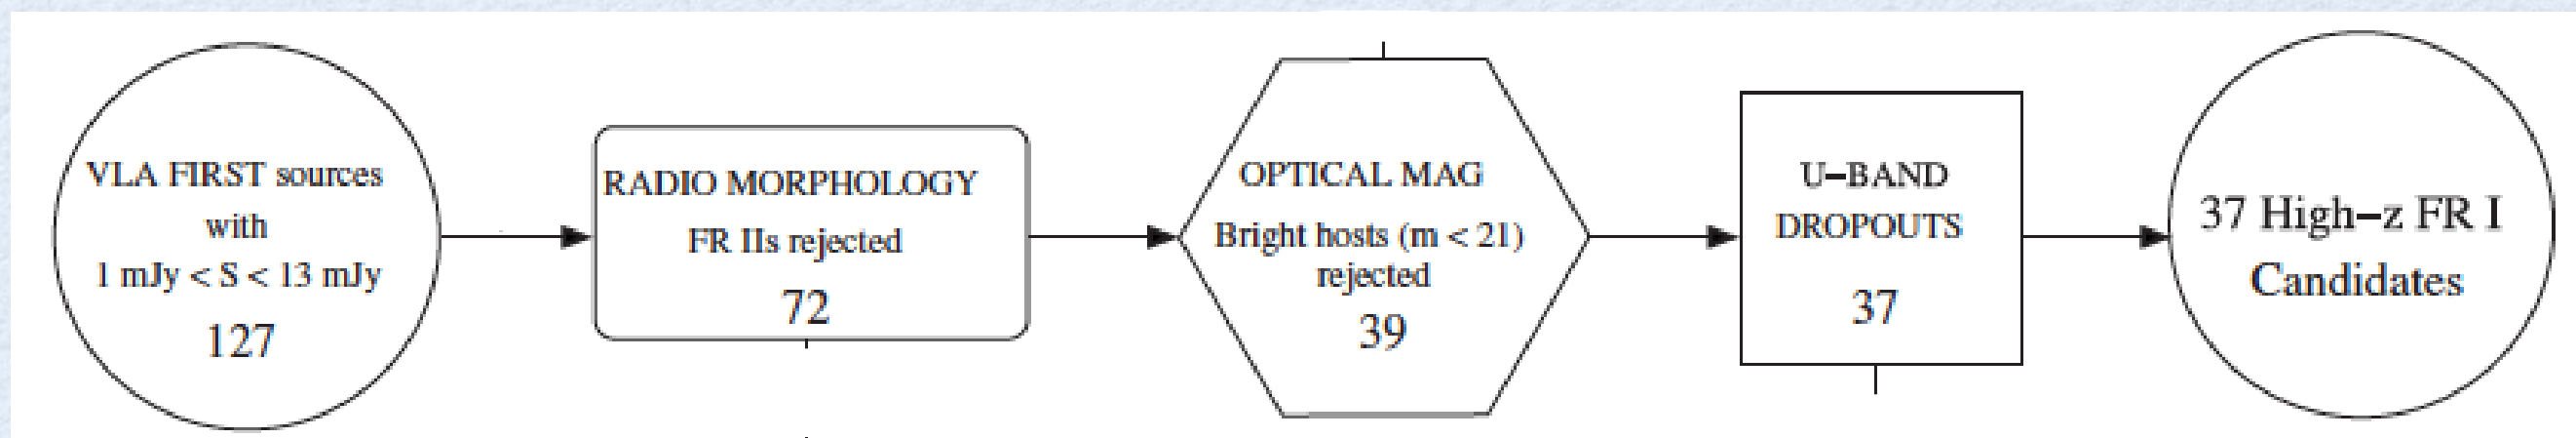 VLA FIRST sources
with
1 mJy < S < 13 mJy
127
RADIO MORPHOLOGY
FR IIs rejected
72
OPTICAL MAG
Bright hosts (m < 21)
rejected
39
U−BAND
DROPOUTS
37
37 High−z FR I
Candidates